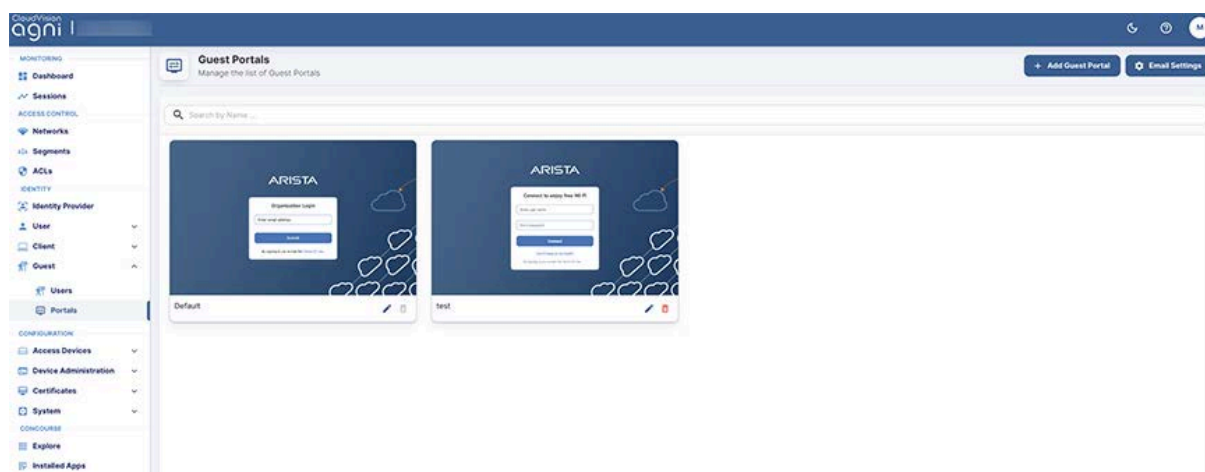 CloudVision
agni |
M
MONITORING
Dashboard
Sessions
ACCESS CONTROL
Networks
Segments
ACLs
IDENTITY
Identity Provider
User
Client
Guest
Users
Portals
CONFIGURATION
Access Devices
Device Administration
Certificates
System
CONCOURSE
Explore
Installed Apps
Guest Portals
Manage the list of Guest Portals
+ Add Guest Portal
Email Settings
Search by Name ...
ARISTA
Organization Login
Enter email address
Submit
Default
ARISTA
Connect to enjoy free Wi-Fi
Connect
test